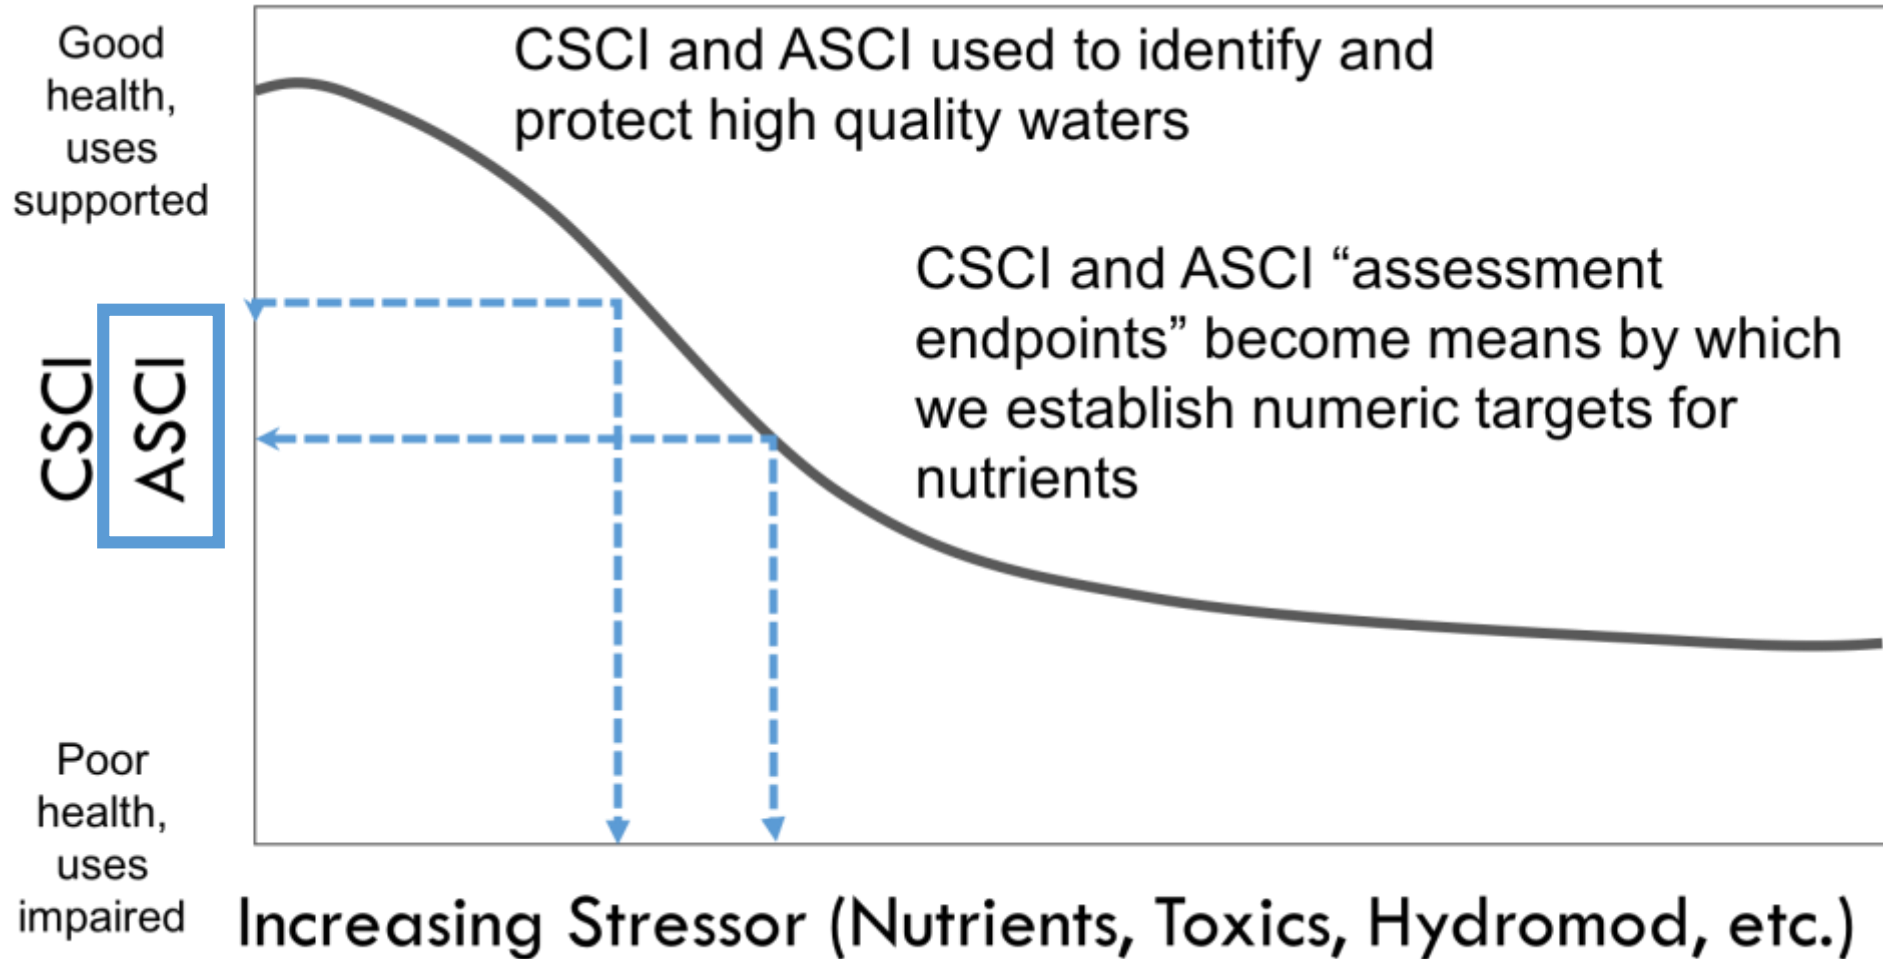 Good
health,
uses
supported
CSCI and ASCI used to identify and
protect high quality waters
CSCI and ASCI “assessment
endpoints” become means by which
we establish numeric targets for
nutrients
CSCI
ASCI
Poor
health,
uses
impaired
Increasing Stressor (Nutrients, Toxics, Hydromod, etc.)